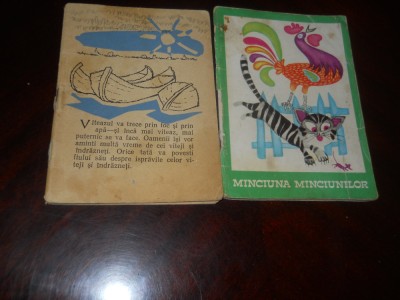 Viteazul va trece prin foc și prin
apă—și încă mai viteaz, mai
puternic se va face. Oamenii își vor
aminti multă vreme de cei viteji și
îndrăzneți. Orice tată va povesti
fiului său despre isprăvile celor vi-
teji și îndrăzneți.
MINCIUNA MINCIUNILOR